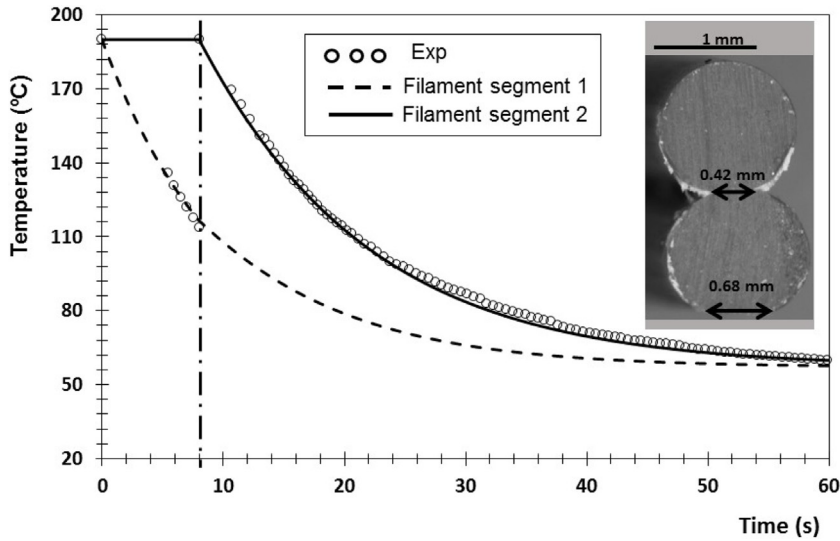 Temperature (ºC)
200
170
140
110
80
50
20
0
10
20
30
40
50
60
Time (s)
Exp
Filament segment 1
Filament segment 2
1 mm
0.42 mm
0.68 mm